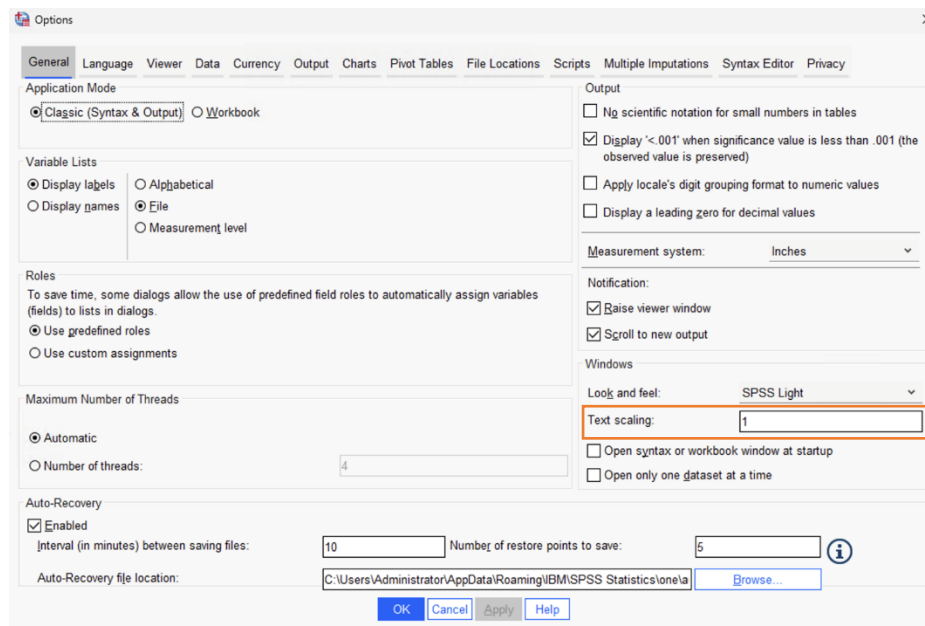 Options
General Language Viewer Data Currency Output Charts Pivot Tables File Locations Scripts Multiple Imputations Syntax Editor Privacy
Application Mode
Classic (Syntax & Output) Workbook
Variable Lists
Display labels
Display names
Alphabetical
File
Measurement level
Roles
To save time, some dialogs allow the use of predefined field roles to automatically assign variables
(fields) to lists in dialogs.
Use predefined roles
Use custom assignments
Maximum Number of Threads
Automatic
Number of threads: 4
Output
No scientific notation for small numbers in tables
Display '<.001' when significance value is less than .001 (the
observed value is preserved)
Apply locale's digit grouping format to numeric values
Display a leading zero for decimal values
Measurement system: Inches
Notification:
Raise viewer window
Scroll to new output
Windows
Look and feel: SPSS Light
Text scaling: 1
Open syntax or workbook window at startup
Open only one dataset at a time
Auto-Recovery
Enabled
Interval (in minutes) between saving files: 10 Number of restore points to save: 5
Auto-Recovery file location: C:\Users\Administrator\AppData\Roaming\IBM\SPSS Statistics\one\a Browse...
OK Cancel Apply Help